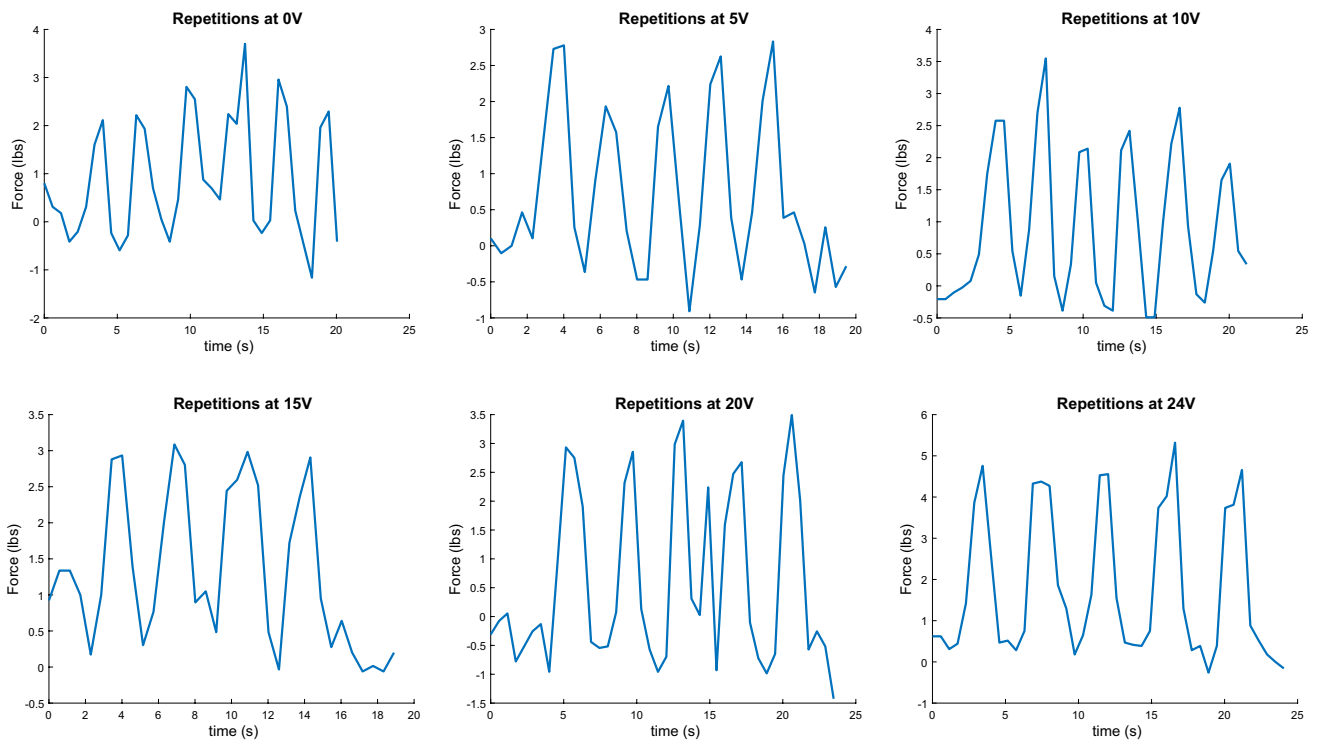 Repetitions at 0V
4
3
2
1
0
-1
-2
Force (lbs)
0 5 10 15 20 25
time (s)
Repetitions at 5V
3
2.5
2
1.5
1
0.5
0
-0.5
-1
Force (lbs)
0 2 4 6 8 10 12 14 16 18 20
time (s)
Repetitions at 10V
4
3.5
3
2.5
2
1.5
1
0.5
0
-0.5
Force (lbs)
0 5 10 15 20 25
time (s)
Repetitions at 15V
3.5
3
2.5
2
1.5
1
0.5
0
-0.5
Force (lbs)
0 2 4 6 8 10 12 14 16 18 20
time (s)
Repetitions at 20V
3.5
3
2.5
2
1.5
1
0.5
0
-0.5
-1
-1.5
Force (lbs)
0 5 10 15 20 25
time (s)
Repetitions at 24V
6
5
4
3
2
1
0
-1
Force (lbs)
0 5 10 15 20 25
time (s)